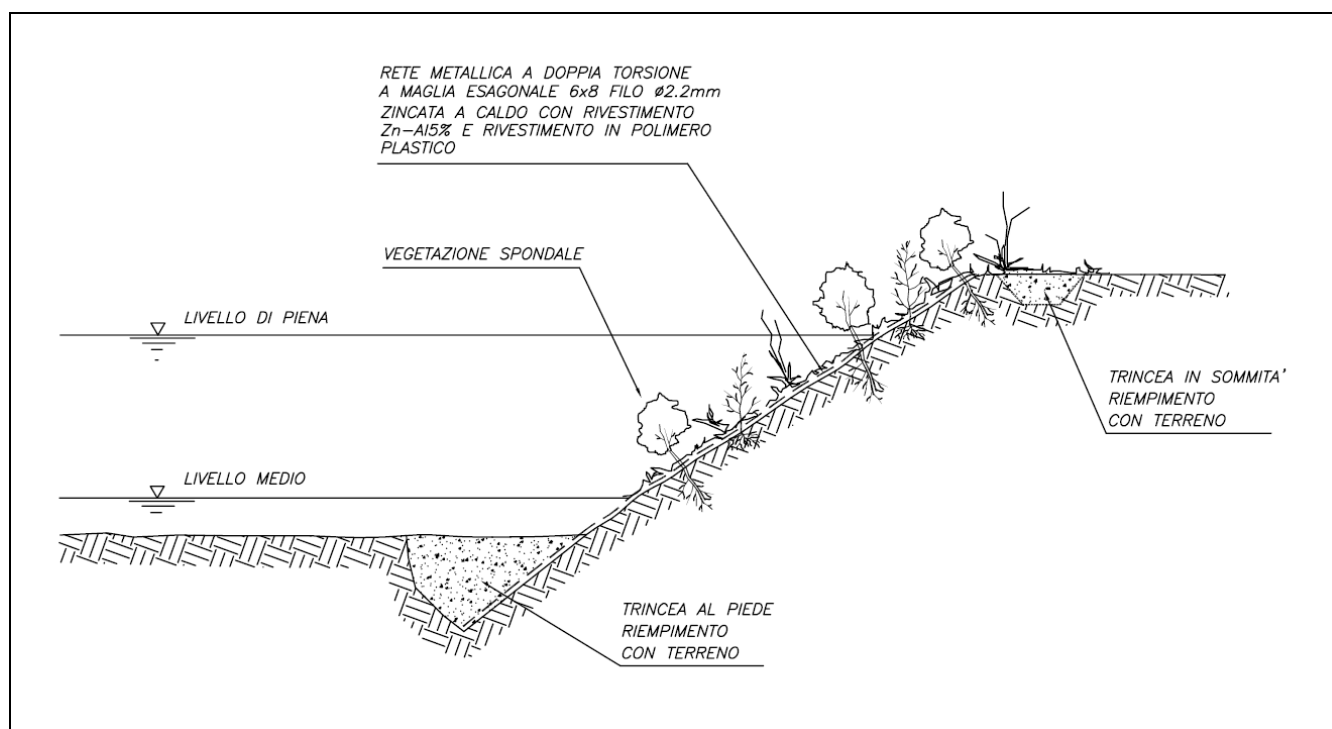 RETE METALLICA A DOPPIA TORSIONE
A MAGLIA ESAGONALE 6x8 FILO ø2.2mm
ZINCATA A CALDO CON RIVESTIMENTO
Zn-Al5% E RIVESTIMENTO IN POLIMERO
PLASTICO
VEGETAZIONE SPONDALE
LIVELLO DI PIENA
TRINCEA IN SOMMITA'
RIEMPIMENTO
CON TERRENO
LIVELLO MEDIO
TRINCEA AL PIEDE
RIEMPIMENTO
CON TERRENO